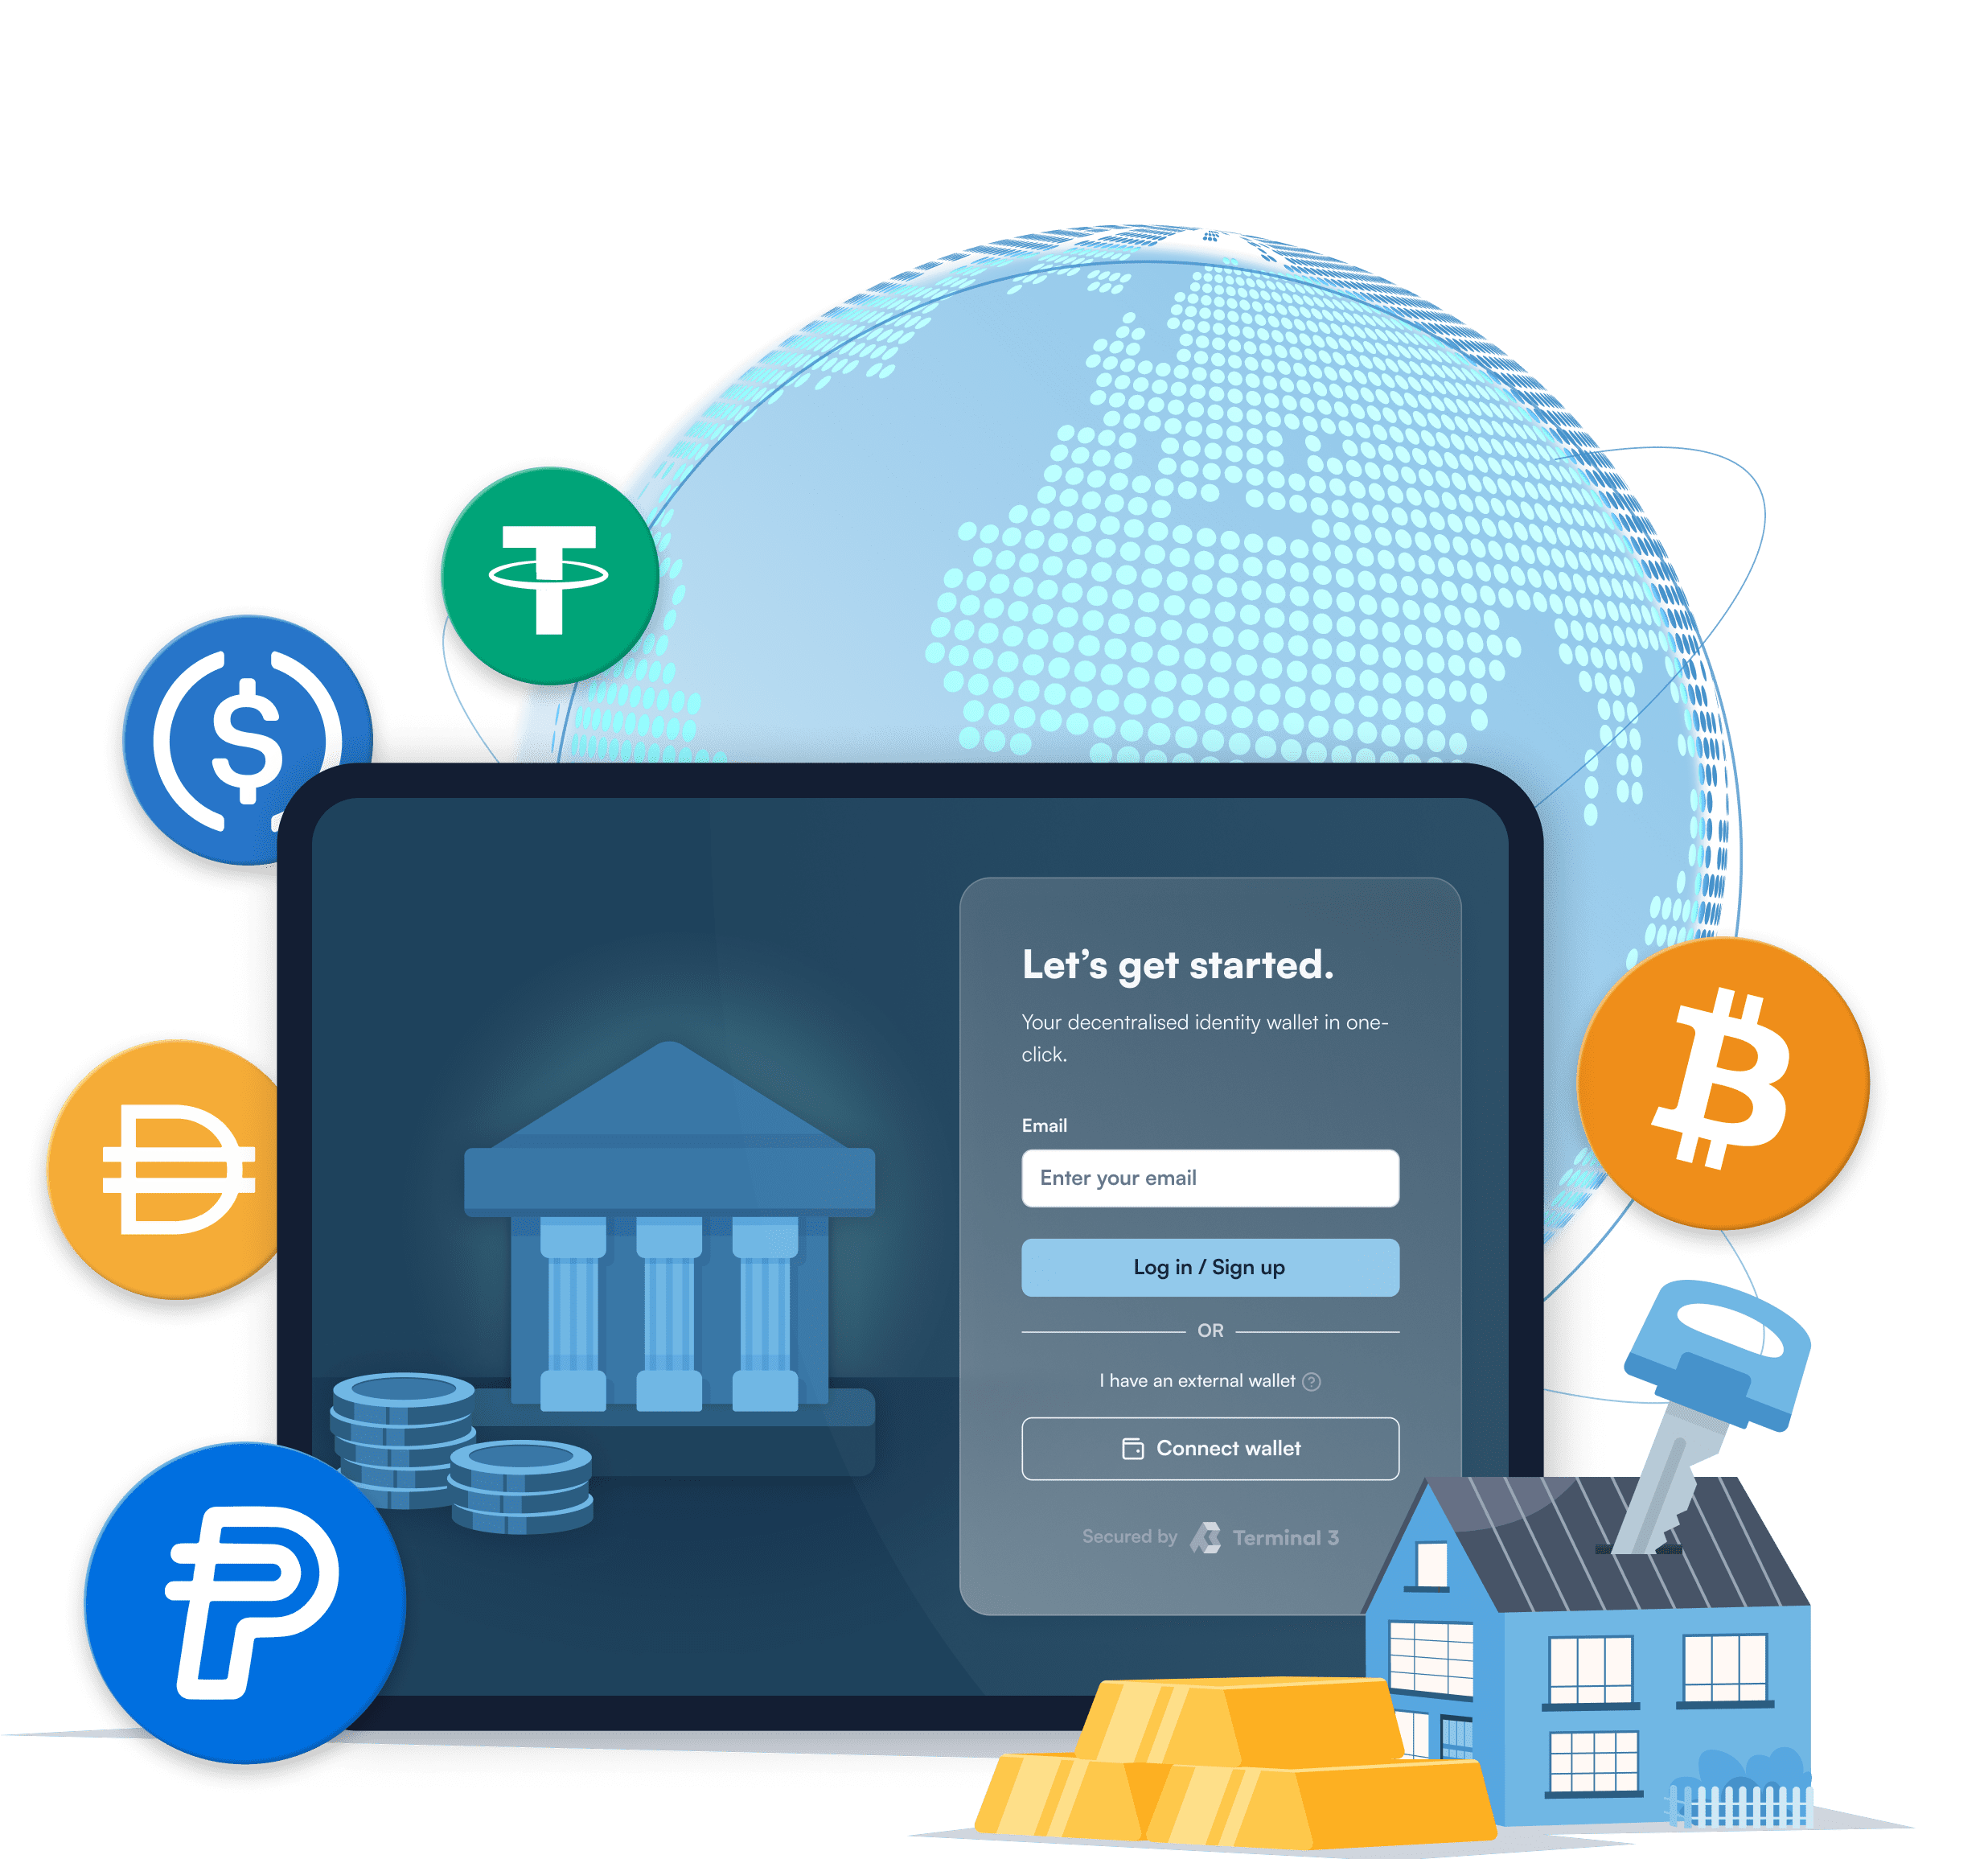 Let’s get started.
Your decentralised identity wallet in one-
click.
Email
Enter your email
Log in / Sign up
OR
I have an external wallet ?
Connect wallet
Secured by Terminal 3